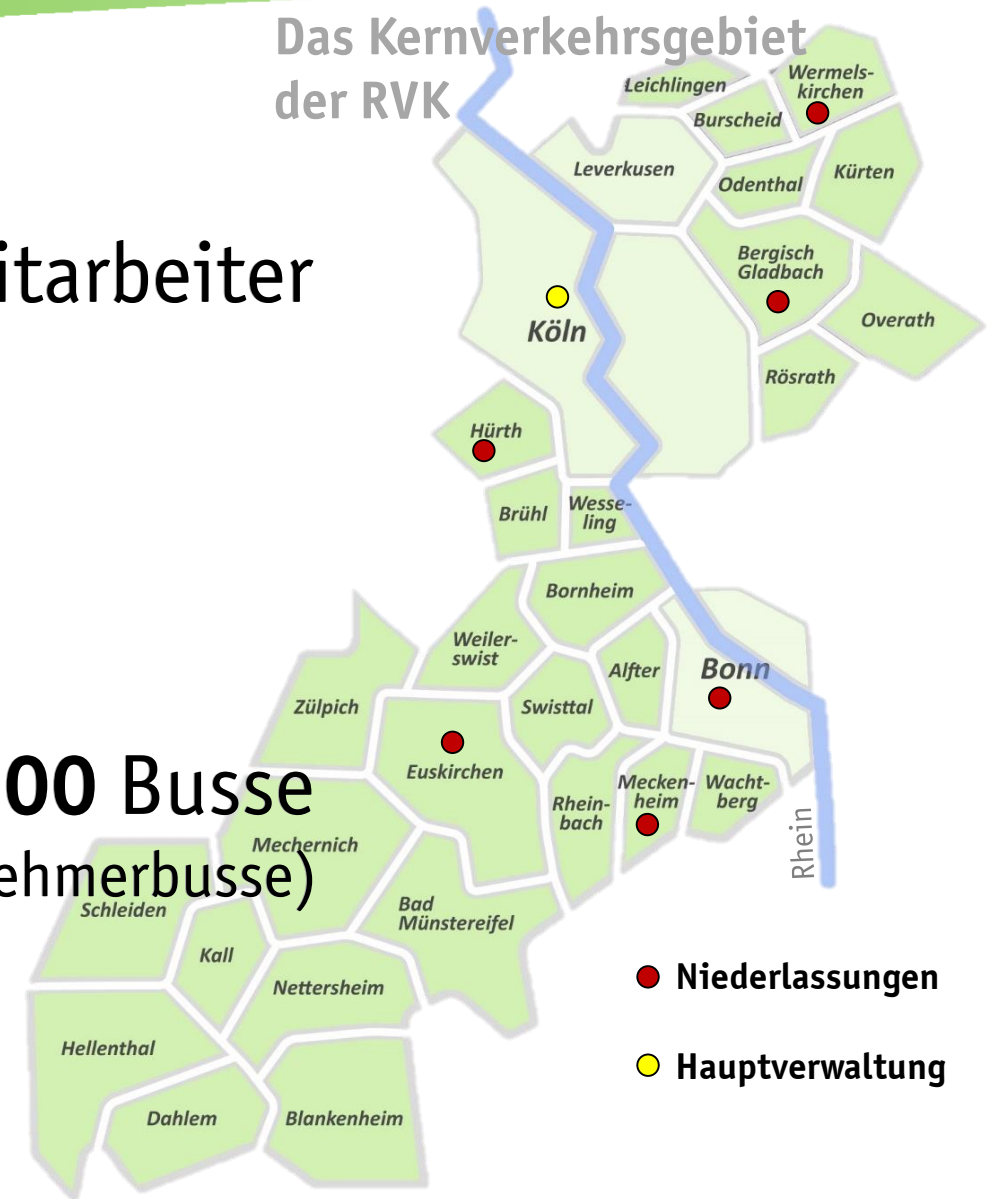 Das Kernverkehrsgebiet
der RVK
Leichlingen
Wermels-
kirchen
Burscheid
Leverkusen
Odenthal
Kürten
itarbeiter
Bergisch
Gladbach
Köln
Overath
Rösrath
Hürth
Brühl
Wesse-
ling
Bornheim
Weiler-
swist
Alfter
Bonn
Zülpich
Swisttal
Euskirchen
00 Busse
Mecken-
heim
Wacht-
berg
Rhein-
bach
Rhein
Mechernich
ehmerbusse)
Schleiden
Bad
Münstereifel
Kall
Nettersheim
Niederlassungen
Hellenthal
Hauptverwaltung
Dahlem
Blankenheim